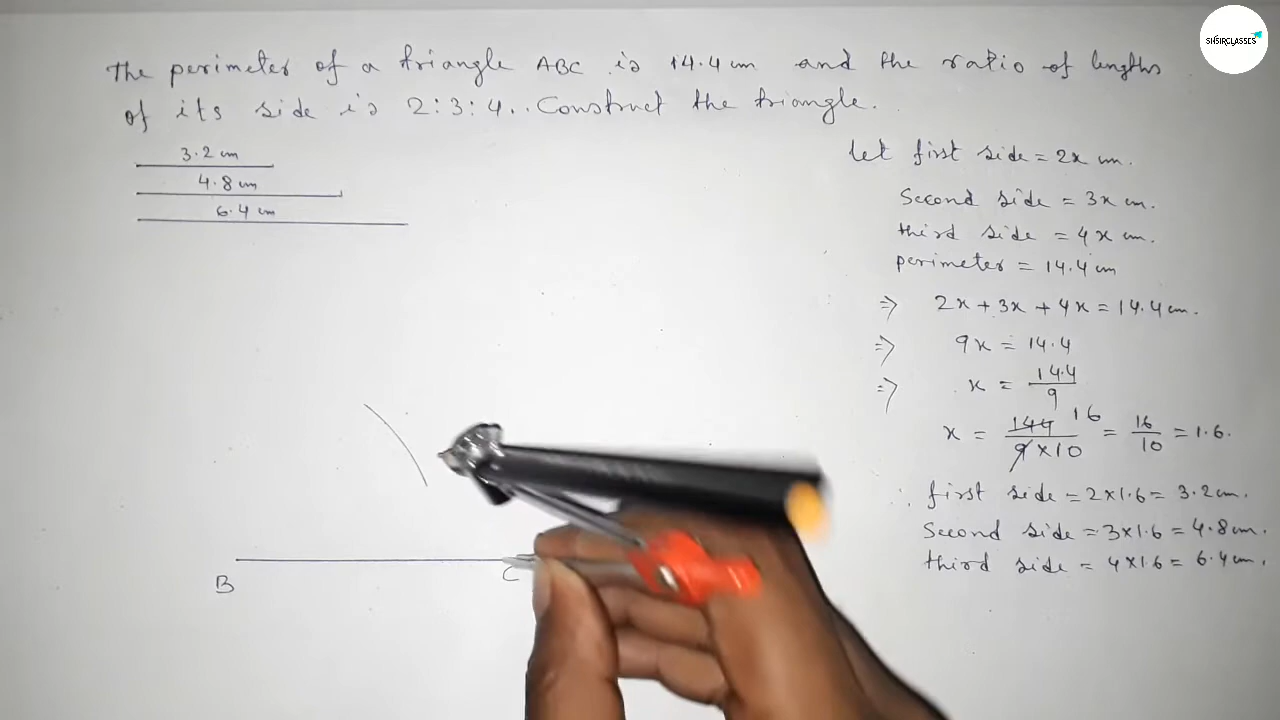 The perimeter of a triangle ABC is 14.4 cm and the ratio of lengths
of its side is 2:3:4. Construct the triangle.
SHSIRCLASSES
3.2 cm
4.8 cm
6.4 cm
let first side = 2x cm.
Second side = 3x cm.
third side = 4x cm.
perimeter = 14.4 cm
⇒ 2x + 3x + 4x = 14.4 cm.
⇒ 9x = 14.4
⇒ x = 14.4/9
x = 144/9×10 16 = 16/10 = 1.6.
∴ first side = 2×1.6 = 3.2 cm.
Second side = 3×1.6 = 4.8 cm.
third side = 4×1.6 = 6.4 cm.
B
C